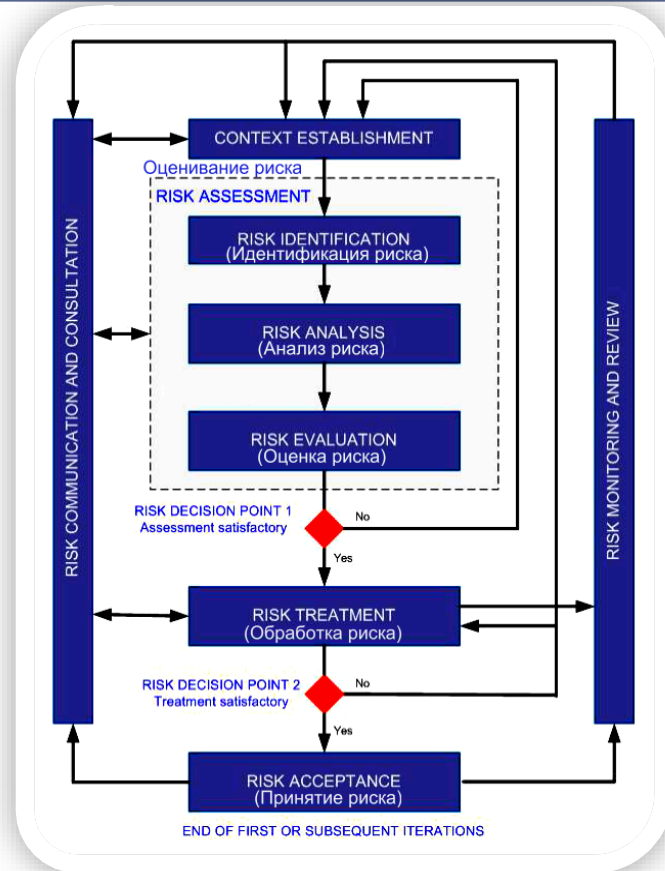 CONTEXT ESTABLISHMENT
Оценивание риска
RISK ASSESSMENT
RISK IDENTIFICATION
(Идентификация риска)
RISK ANALYSIS
(Анализ риска)
RISK EVALUATION
(Оценка риска)
RISK DECISION POINT 1
Assessment satisfactory
No
Yes
RISK TREATMENT
(Обработка риска)
RISK DECISION POINT 2
Treatment satisfactory
No
Yes
RISK ACCEPTANCE
(Принятие риска)
END OF FIRST OR SUBSEQUENT ITERATIONS
RISK COMMUNICATION AND CONSULTATION
RISK MONITORING AND REVIEW